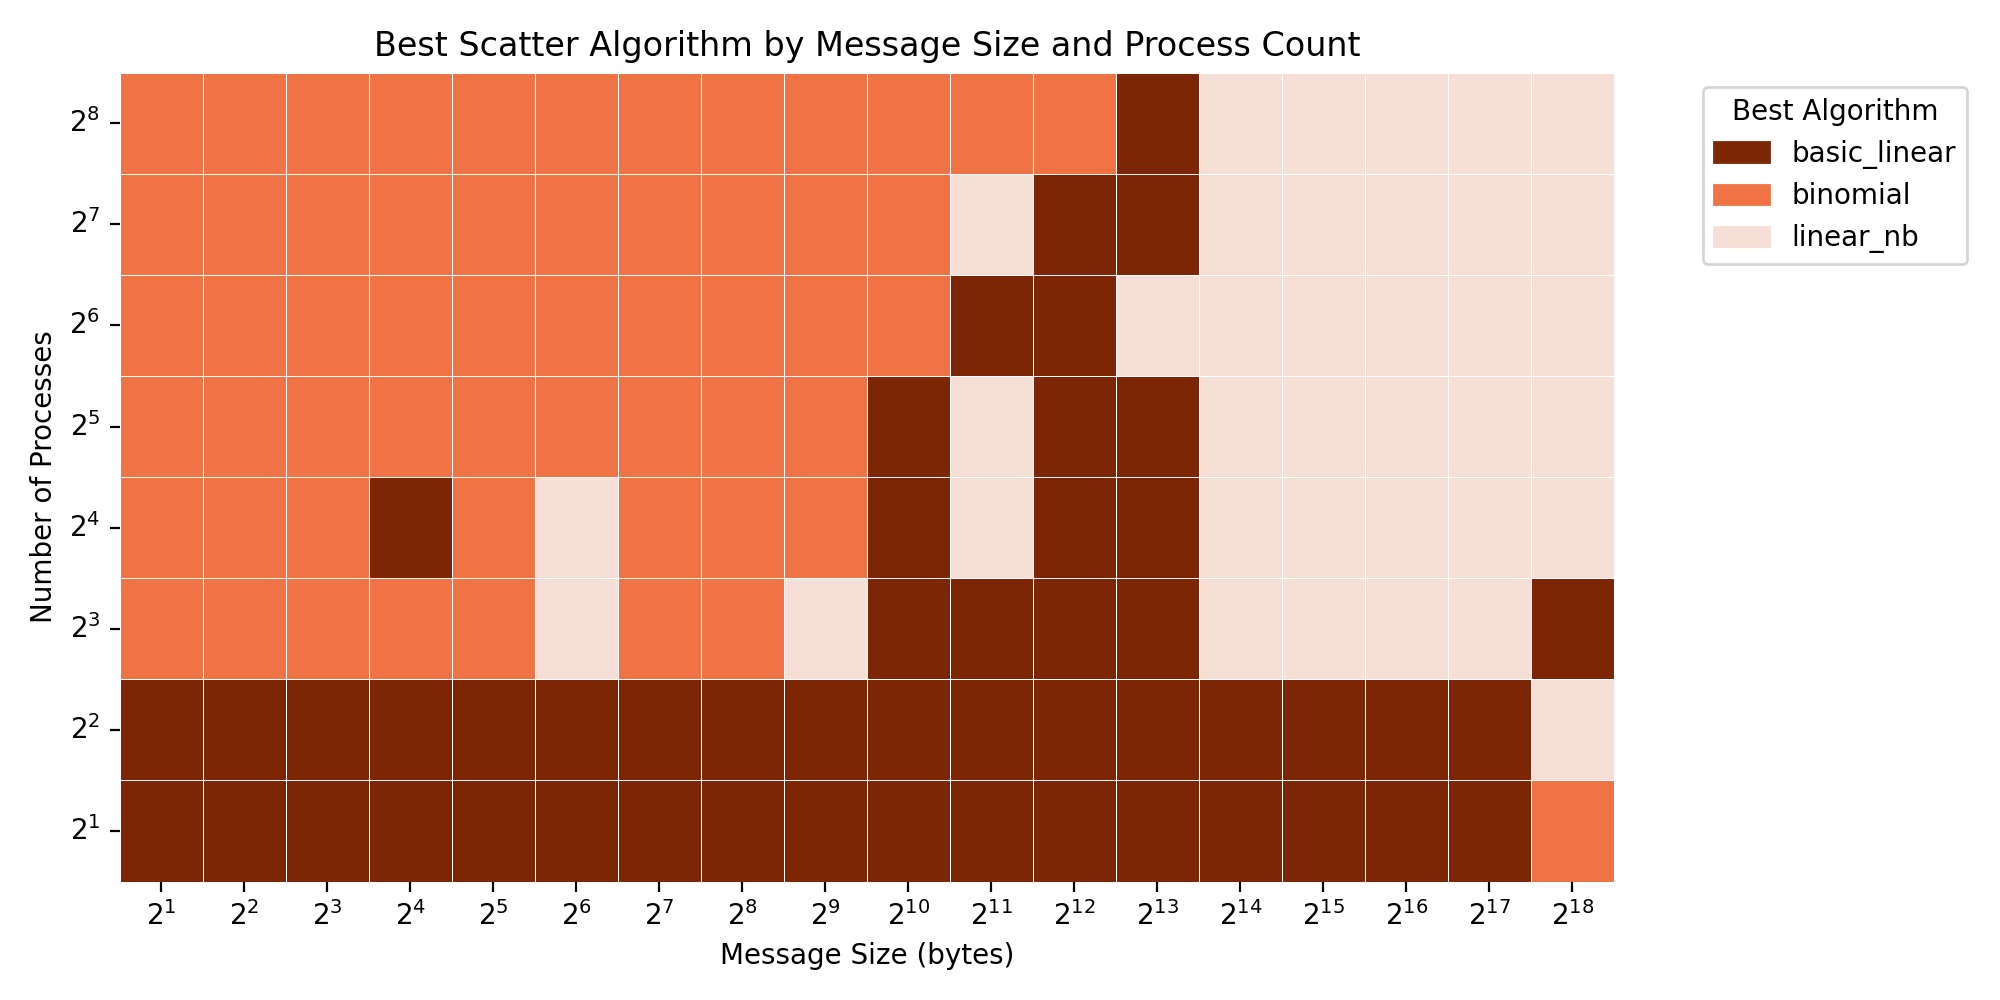 Best Scatter Algorithm by Message Size and Process Count
Best Algorithm
basic_linear
binomial
linear_nb
Number of Processes
2⁸
2⁷
2⁶
2⁵
2⁴
2³
2²
2¹
2¹ 2² 2³ 2⁴ 2⁵ 2⁶ 2⁷ 2⁸ 2⁹ 2¹⁰ 2¹¹ 2¹² 2¹³ 2¹⁴ 2¹⁵ 2¹⁶ 2¹⁷ 2¹⁸
Message Size (bytes)